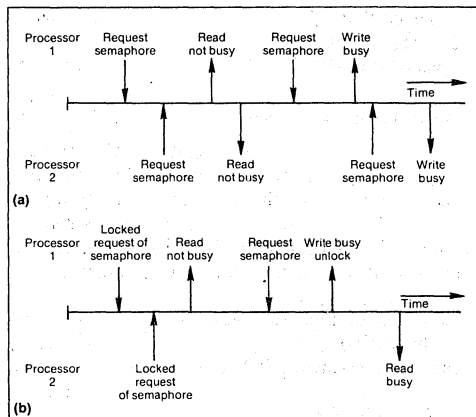 Processor
1
Request
semaphore
Read
not busy
Request
semaphore
Write
busy
Time
Processor
2
Request
semaphore
Read
not busy
Request
semaphore
Write
busy
(a)
Processor
1
Locked
request of
semaphore
Read
not busy
Request
semaphore
Write busy
unlock
Time
Processor
2
Locked
request
of semaphore
Read
busy
(b)